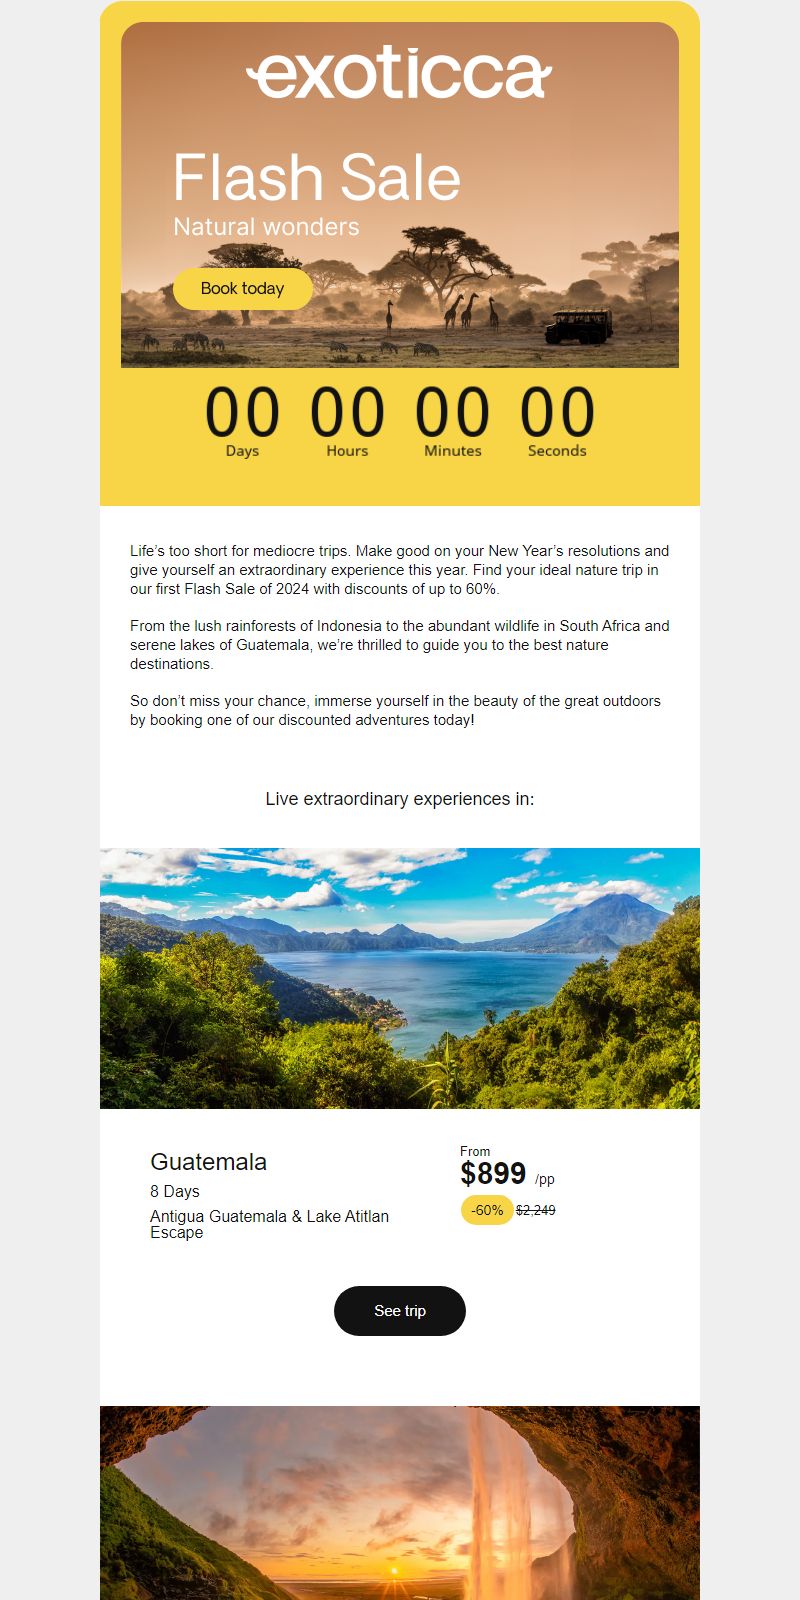 exoticca
Flash Sale
Natural wonders
Book today
00 00 00 00
Days Hours Minutes Seconds
Life’s too short for mediocre trips. Make good on your New Year’s resolutions and
give yourself an extraordinary experience this year. Find your ideal nature trip in
our first Flash Sale of 2024 with discounts of up to 60%.
From the lush rainforests of Indonesia to the abundant wildlife in South Africa and
serene lakes of Guatemala, we’re thrilled to guide you to the best nature
destinations.
So don’t miss your chance, immerse yourself in the beauty of the great outdoors
by booking one of our discounted adventures today!
Live extraordinary experiences in:
Guatemala
8 Days
Antigua Guatemala & Lake Atitlan
Escape
From
$899 /pp
-60% $2,249
See trip